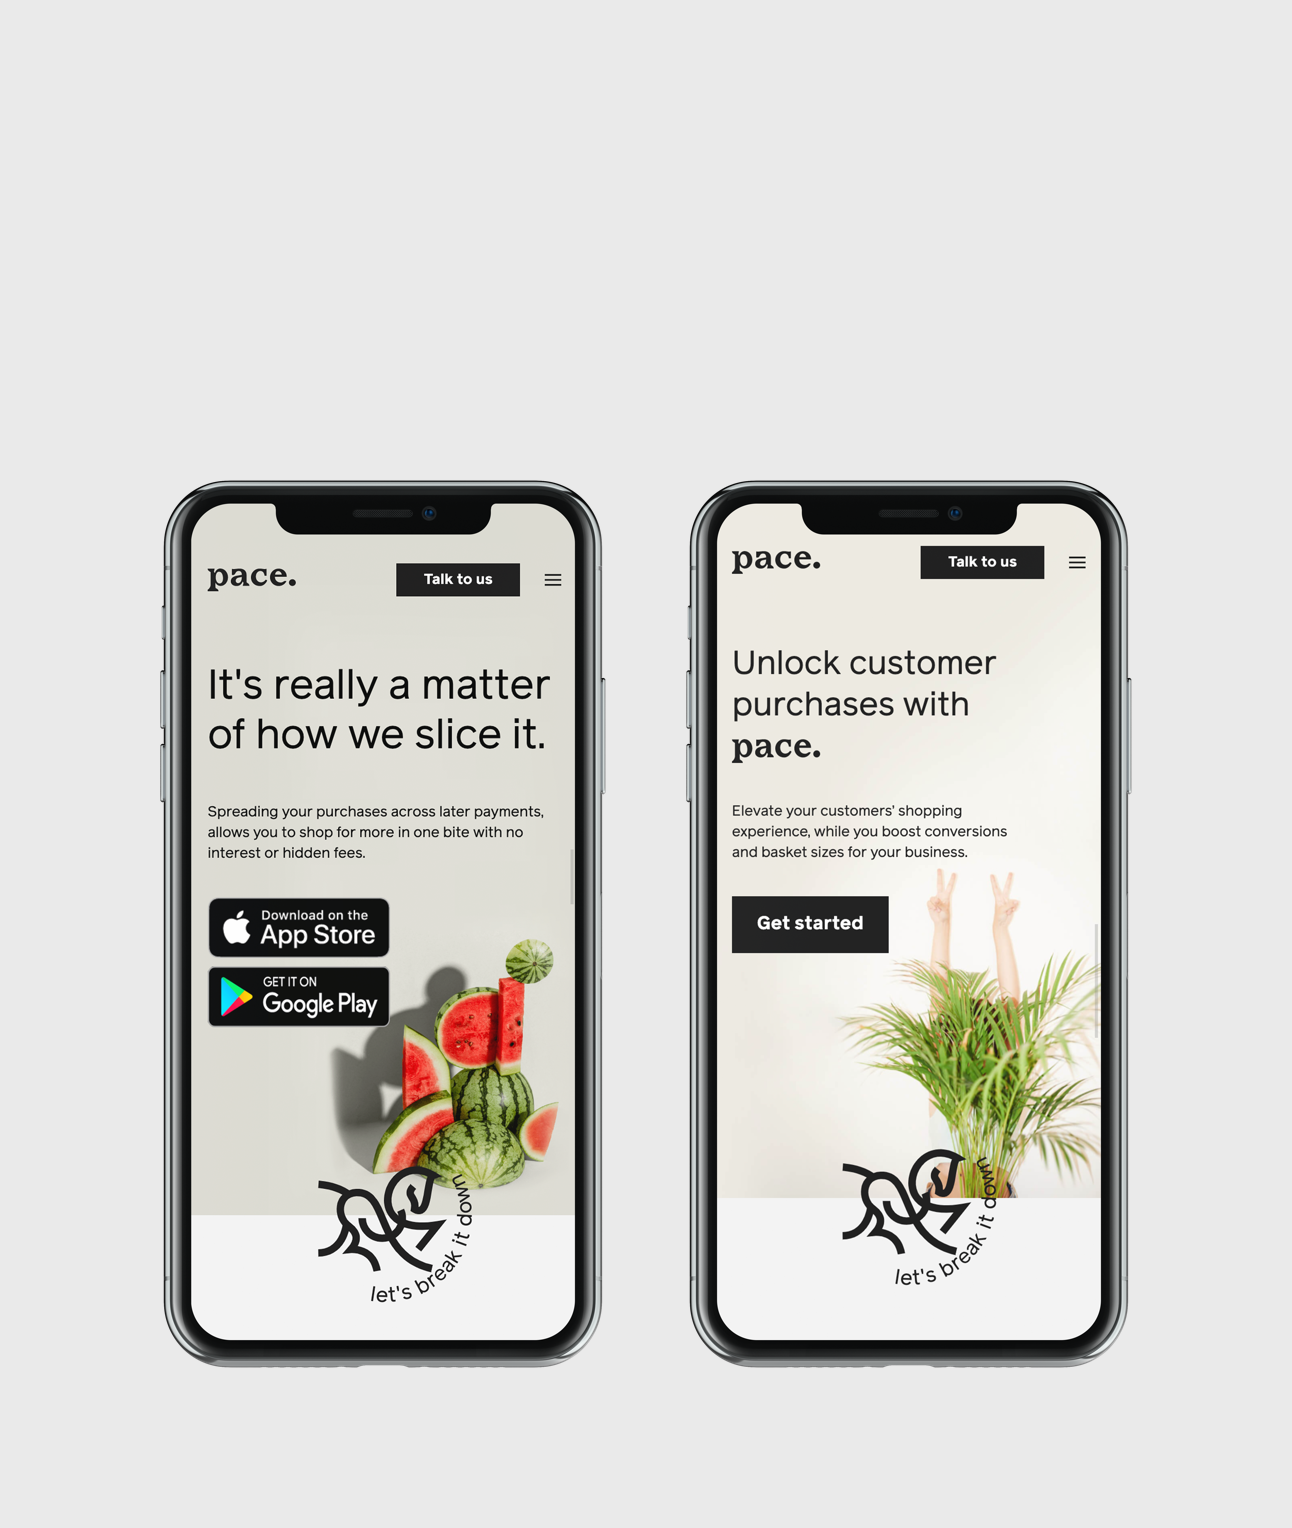 pace.
Talk to us
It's really a matter
of how we slice it.
Spreading your purchases across later payments,
allows you to shop for more in one bite with no
interest or hidden fees.
Download on the
App Store
GET IT ON
Google Play
let's break it down
pace.
Talk to us
Unlock customer
purchases with
pace.
Elevate your customers' shopping
experience, while you boost conversions
and basket sizes for your business.
Get started
let's break it down